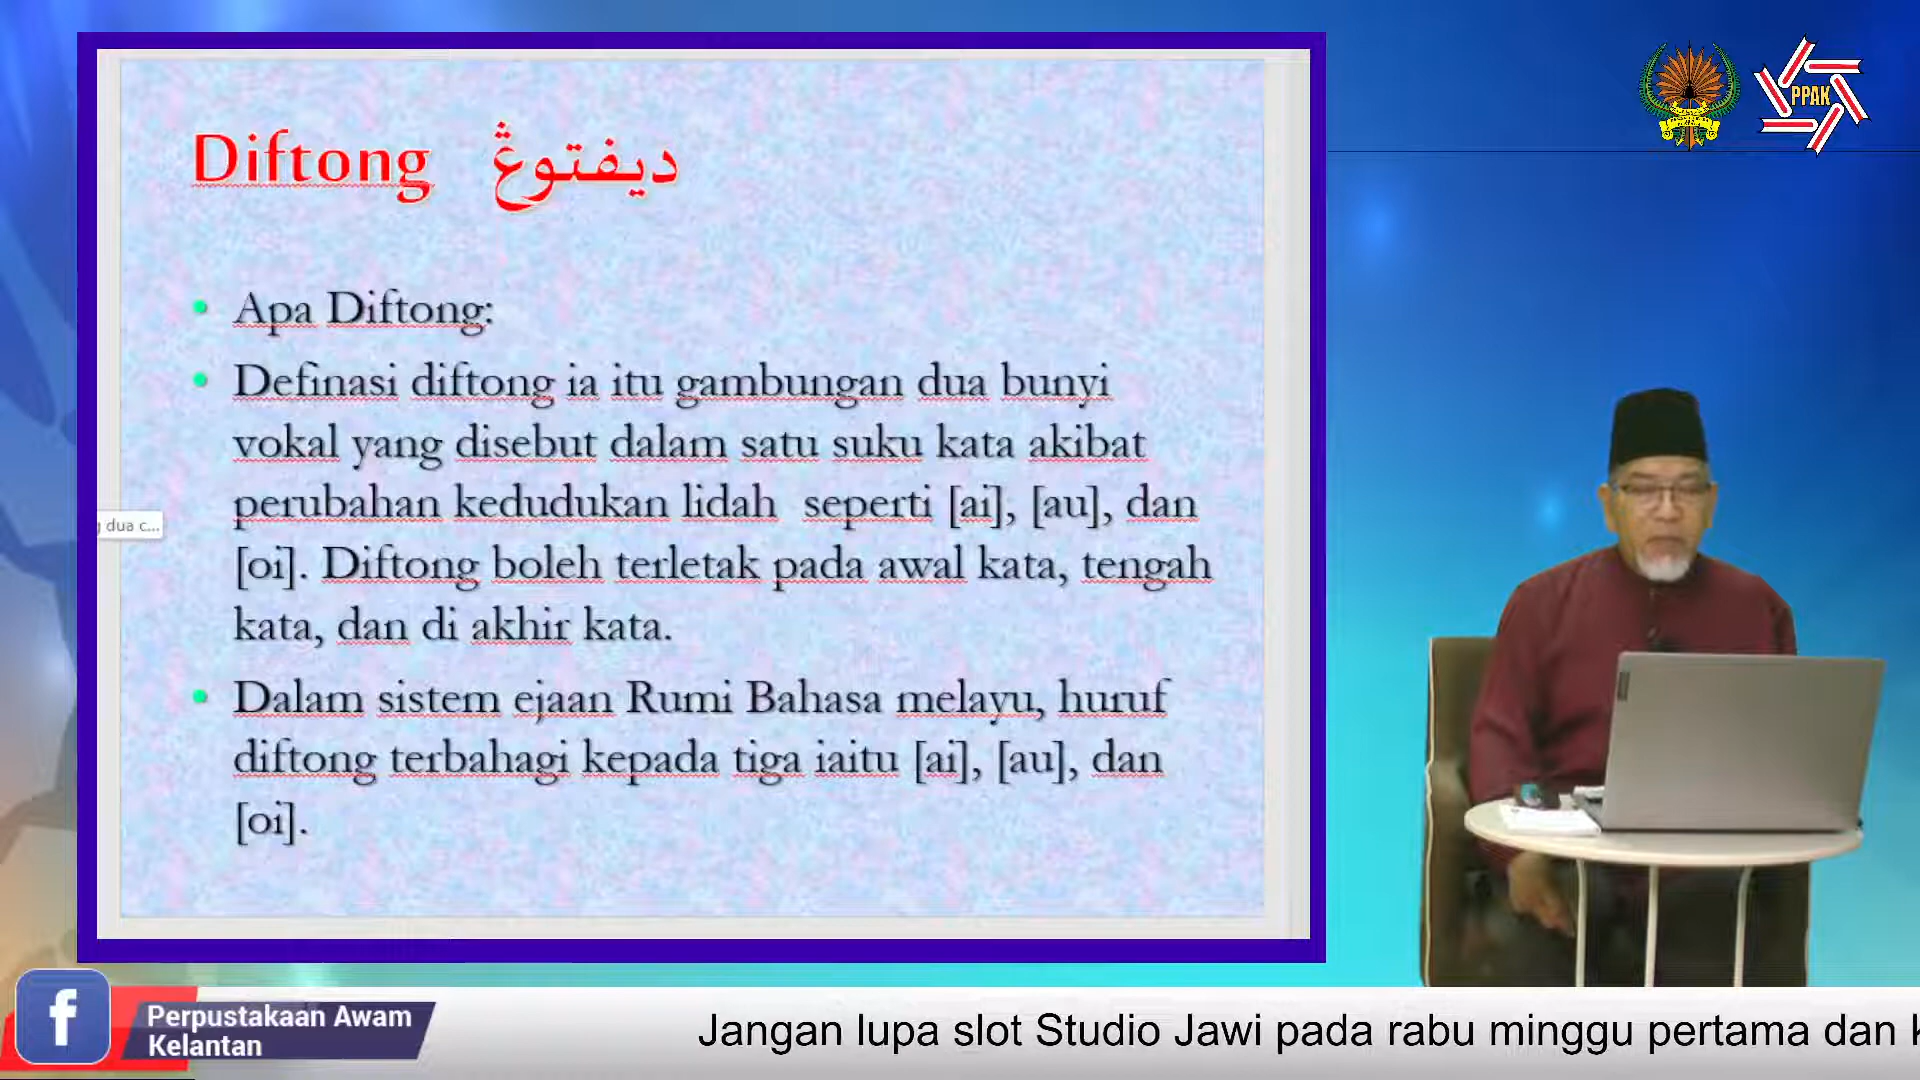 Diftong ديفتوڠ
Apa Diftong:
Definasi diftong ia itu gambungan dua bunyi
vokal yang disebut dalam satu suku kata akibat
perubahan kedudukan lidah seperti [ai], [au], dan
[oi]. Diftong boleh terletak pada awal kata, tengah
kata, dan di akhir kata.
Dalam sistem ejaan Rumi Bahasa melayu, huruf
diftong terbahagi kepada tiga iaitu [ai], [au], dan
[oi].
dua c...
PPAK
f
Perpustakaan Awam
Kelantan
Jangan lupa slot Studio Jawi pada rabu minggu pertama dan